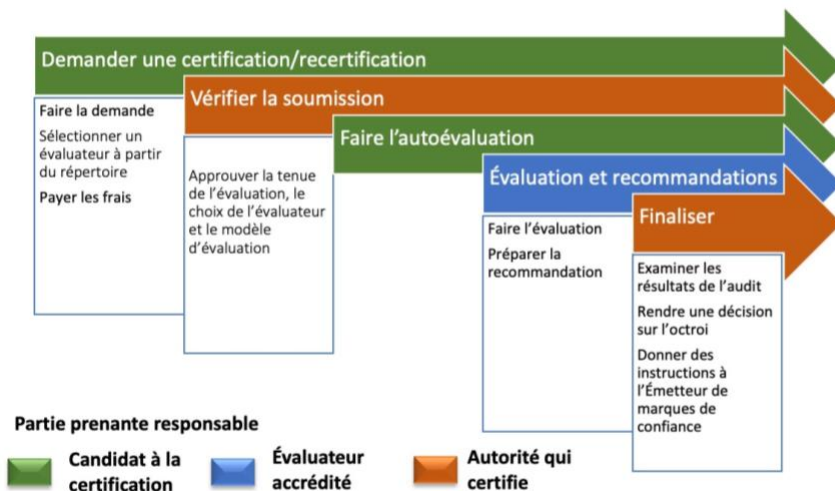 Demander une certification/recertification
Faire la demande
Sélectionner un
évaluateur à partir
du répertoire
Payer les frais
Vérifier la soumission
Approuver la tenue
de l'évaluation, le
choix de l'évaluateur
et le modèle
d'évaluation
Faire l'autoévaluation
Évaluation et recommandations
Faire l'évaluation
Préparer la
recommandation
Finaliser
Examiner les
résultats de l'audit
Rendre une décision
sur l'octroi
Donner des
instructions à
l'Émetteur de
marques de
confiance
Partie prenante responsable
Candidat à la
certification
Évaluateur
accrédité
Autorité qui
certifie